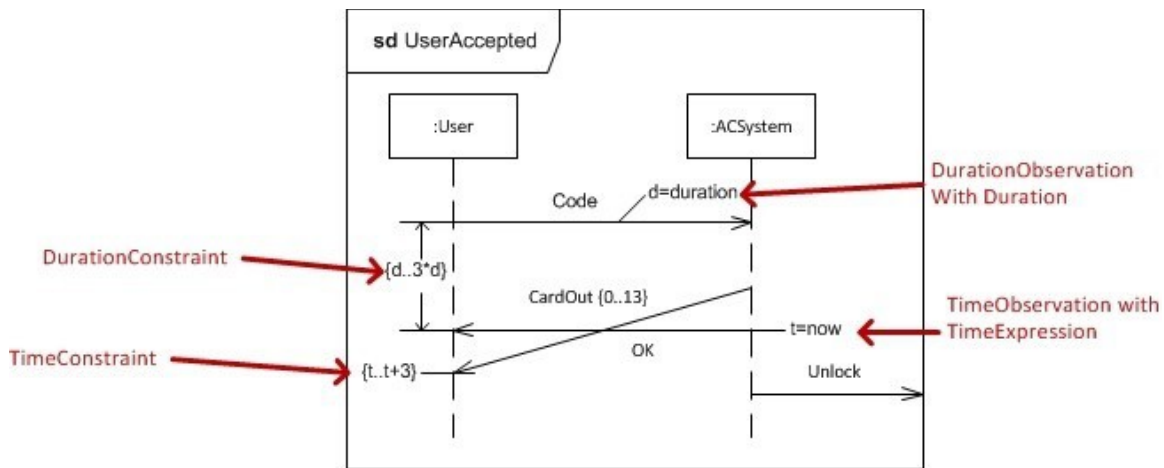 sd UserAccepted
:User
:ACSystem
DurationObservation
With Duration
d=duration
Code
DurationConstraint
{d..3*d}
CardOut {0..13}
TimeObservation with
TimeExpression
t=now
OK
TimeConstraint
{t..t+3}
Unlock